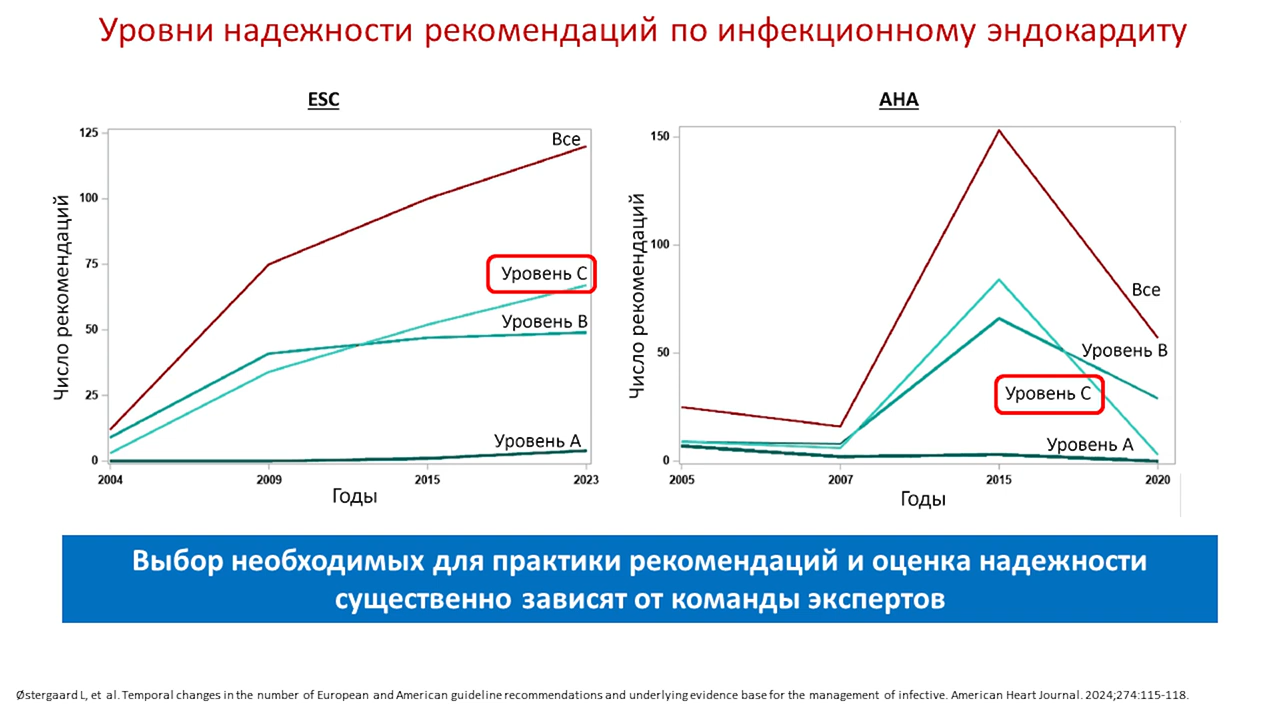 Уровни надежности рекомендаций по инфекционному эндокардиту
ESC
Число рекомендаций
125
100
75
50
25
0
Все
Уровень C
Уровень B
Уровень A
2004
2009
2015
2023
Годы
AHA
Число рекомендаций
150
100
50
0
Все
Уровень B
Уровень C
Уровень A
2005
2007
2015
2020
Годы
Выбор необходимых для практики рекомендаций и оценка надежности
существенно зависят от команды экспертов
Østergaard L, et al. Temporal changes in the number of European and American guideline recommendations and underlying evidence base for the management of infective. American Heart Journal. 2024;274:115-118.